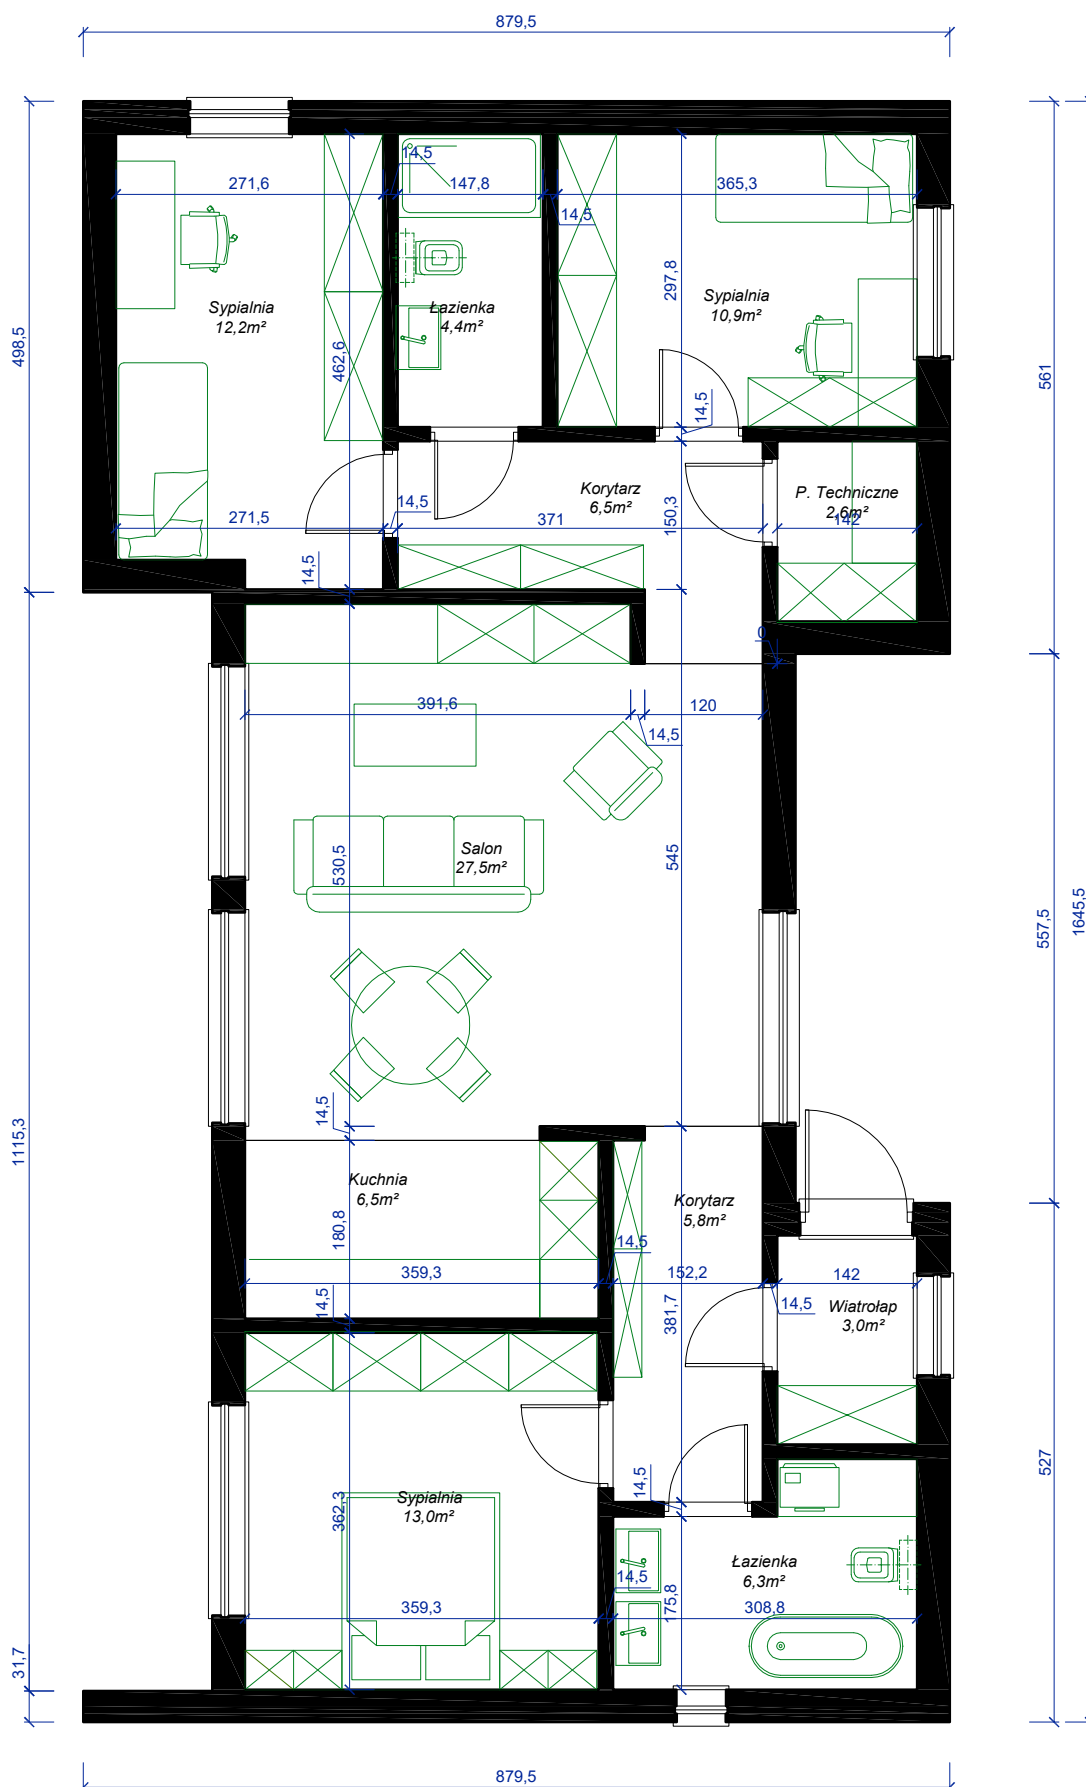 879,5
14,5
271,6
147,8
365,3
14,5
297,8
Sypialnia
12,2m²
Łazienka
4,4m²
Sypialnia
10,9m²
498,5
462,6
561
14,5
Korytarz
6,5m²
P. Techniczne
2,6m²
271,5
14,5
371
150,3
142
14,5
0
391,6
120
14,5
Salon
27,5m²
530,5
545
557,5
1645,5
1115,3
14,5
Kuchnia
6,5m²
Korytarz
5,8m²
180,8
14,5
359,3
152,2
142
14,5
381,7
14,5
Wiatrołap
3,0m²
527
14,5
Sypialnia
13,0m²
362,3
Łazienka
6,3m²
14,5
359,3
175,8
308,8
31,7
879,5